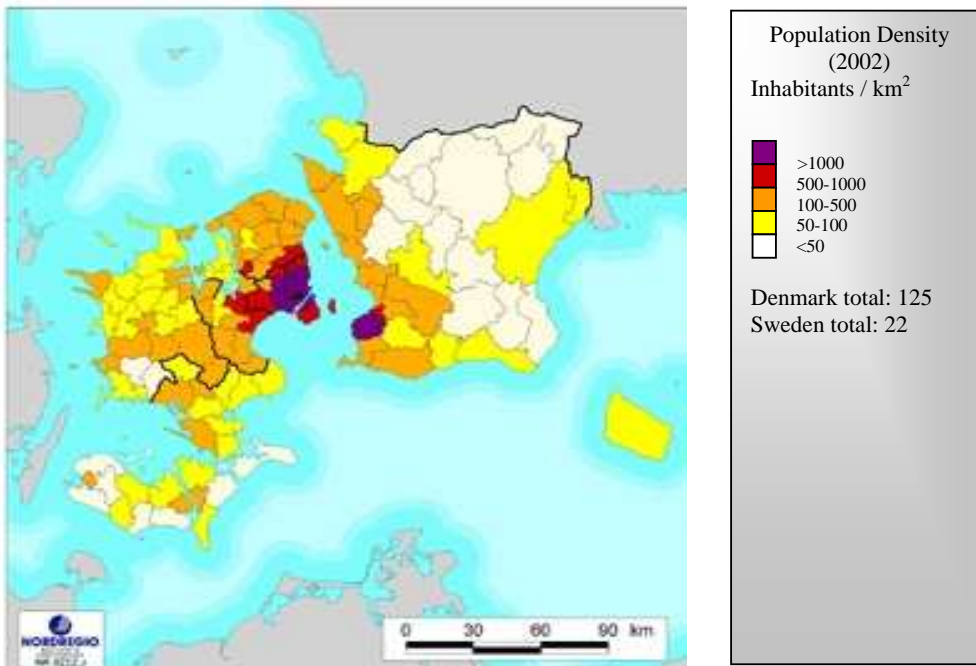 Population Density
(2002)
Inhabitants / km²
>1000
500-1000
100-500
50-100
<50
Denmark total: 125
Sweden total: 22
0 30 60 90 km
NORDREGIO